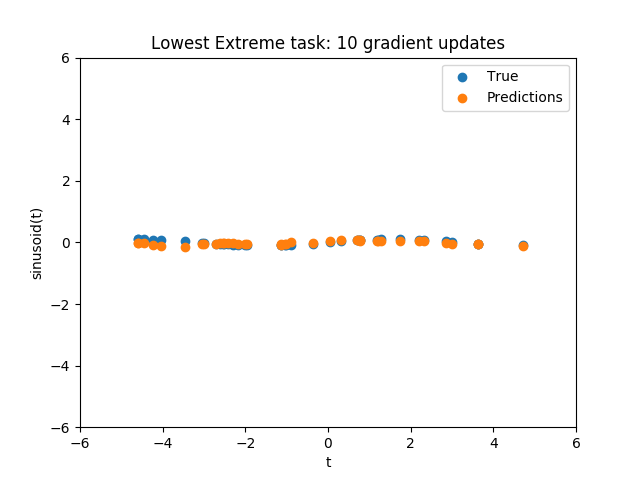 Lowest Extreme task: 10 gradient updates
True
Predictions
6
4
2
0
−2
−4
−6
sinusoid(t)
−6 −4 −2 0 2 4 6
t